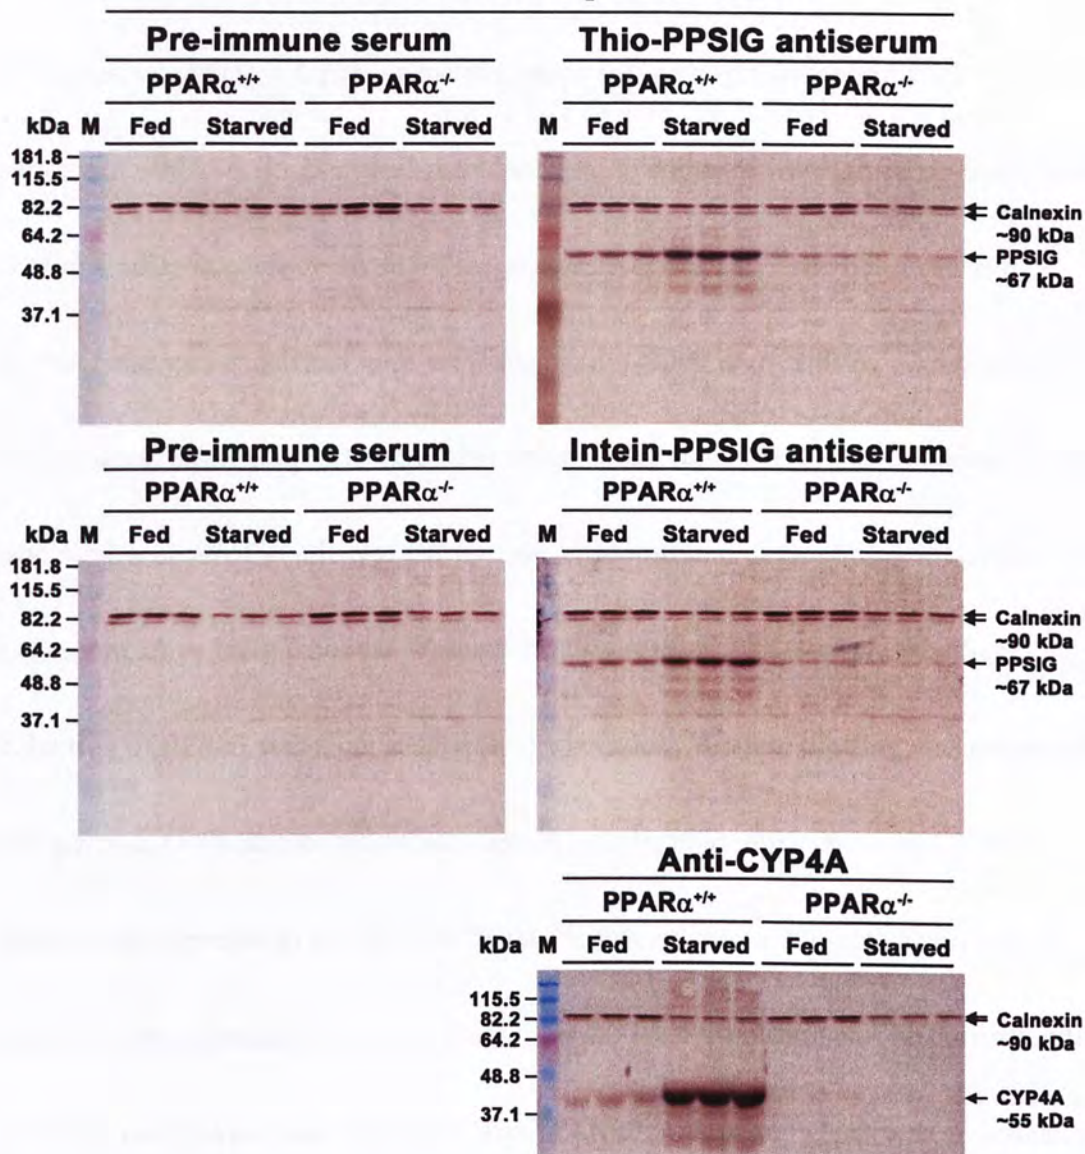 Pre-immune serum
PPARα+/+ PPARα-/-
kDa M Fed Starved Fed Starved
181.8
115.5
82.2
64.2
48.8
37.1
Thio-PPSIG antiserum
PPARα+/+ PPARα-/-
M Fed Starved Fed Starved
Calnexin
~90 kDa
PPSIG
~67 kDa
Pre-immune serum
PPARα+/+ PPARα-/-
kDa M Fed Starved Fed Starved
181.8
115.5
82.2
64.2
48.8
37.1
Intein-PPSIG antiserum
PPARα+/+ PPARα-/-
M Fed Starved Fed Starved
Calnexin
~90 kDa
PPSIG
~67 kDa
Anti-CYP4A
PPARα+/+ PPARα-/-
kDa M Fed Starved Fed Starved
115.5
82.2
64.2
48.8
37.1
Calnexin
~90 kDa
CYP4A
~55 kDa